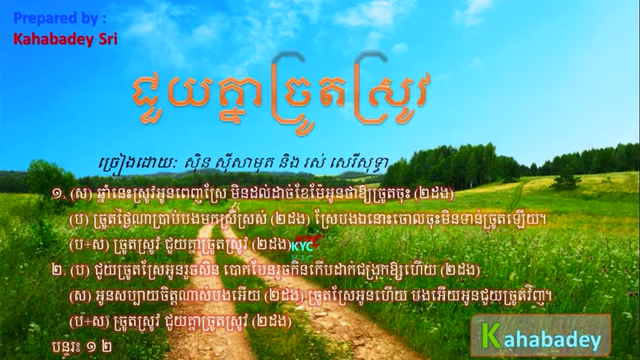 Prepared by :
Kahabadey Sri
ជួយគ្នាច្រូតស្រូវ
ច្រៀងដោយៈ ស៊ិន ស៊ីសាមុត និង រស់ សេរីសុទ្ធា
១. (ស) ឆ្នាំនេះស្រូវអូនពេញស្រែ មិនដល់ដាច់ខែម៉ែអូនថាឱ្យច្រូតចុះ (២ដង)
(ប) ច្រូតថ្ងៃណាប្រាប់បងមកស្រីស្រស់ (២ដង) ស្រែបងឯនោះចោលចុះមិនទាន់ច្រូតឡើយ។
(ប+ស) ច្រូតស្រូវ ជួយគ្នាច្រូតស្រូវ (២ដង)
KYC
២. (ប) ជួយច្រូតស្រែអូនរួចសិន បោកបែនរួចកិនកើបដាក់ជង្រុកឱ្យហើយ (២ដង)
(ស) អូនសប្បាយចិត្តណាស់បងអើយ (២ដង) ច្រូតស្រែអូនហើយ បងអើយអូនជួយច្រូតវិញ។
(ប+ស) ច្រូតស្រូវ ជួយគ្នាច្រូតស្រូវ (២ដង)
បន្ទរ៖ ១ ២
Kahabadey